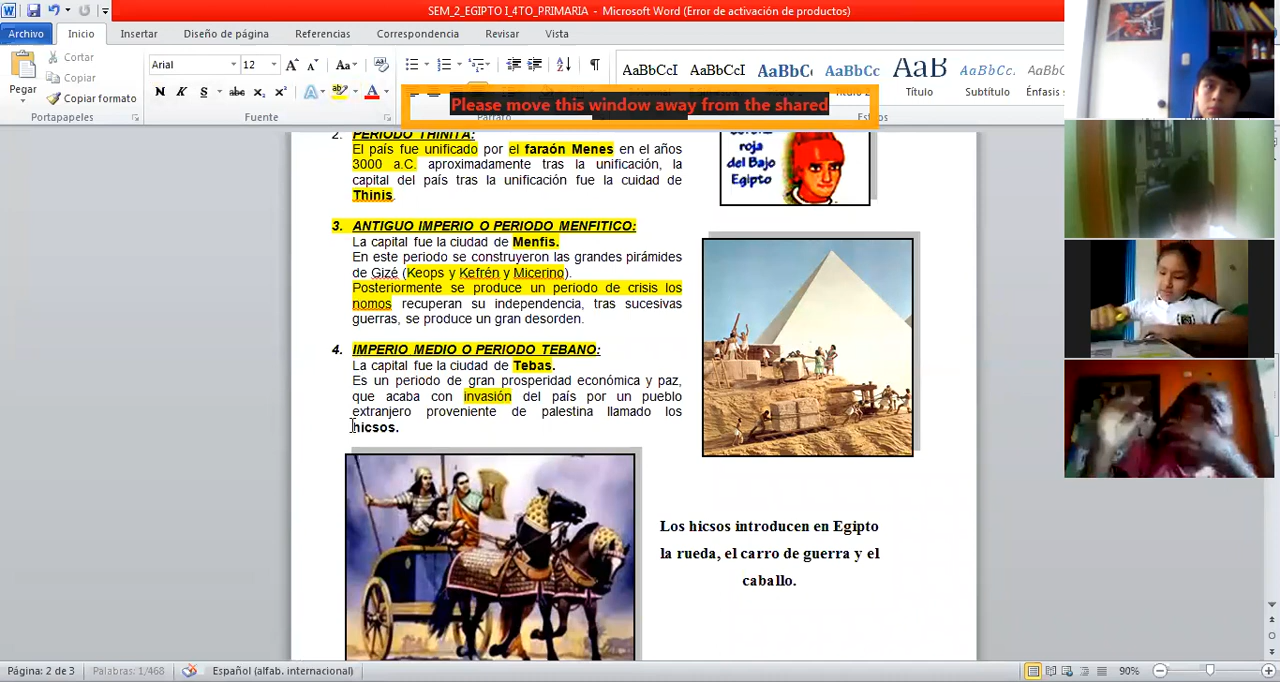 SEM_2_EGIPTO I_4TO_PRIMARIA - Microsoft Word (Error de activación de productos)
Archivo Inicio Insertar Diseño de página Referencias Correspondencia Revisar Vista
Pegar
Cortar
Copiar
Copiar formato
Portapapeles
Arial 12
N K S abc x₂ x²
Fuente
Párrafo
AaBbCcI AaBbCcI AaBbC AaBbCc AaB AaBbCc AaBbC
Título Subtítulo Énfasis s
Estilos
Please move this window away from the shared
2. PERIODO THINITA:
El país fue unificado por el faraón Menes en el años
3000 a.C. aproximadamente tras la unificación, la
capital del país tras la unificación fue la cuidad de
Thinis.
roja
del Bajo
Egipto
3. ANTIGUO IMPERIO O PERIODO MENFITICO:
La capital fue la ciudad de Menfis.
En este periodo se construyeron las grandes pirámides
de Gizé (Keops y Kefrén y Micerino).
Posteriormente se produce un periodo de crisis los
nomos recuperan su independencia, tras sucesivas
guerras, se produce un gran desorden.
4. IMPERIO MEDIO O PERIODO TEBANO:
La capital fue la ciudad de Tebas.
Es un periodo de gran prosperidad económica y paz,
que acaba con invasión del país por un pueblo
extranjero proveniente de palestina llamado los
hicsos.
Los hicsos introducen en Egipto
la rueda, el carro de guerra y el
caballo.
Página: 2 de 3 Palabras: 1/468 Español (alfab. internacional) 90%